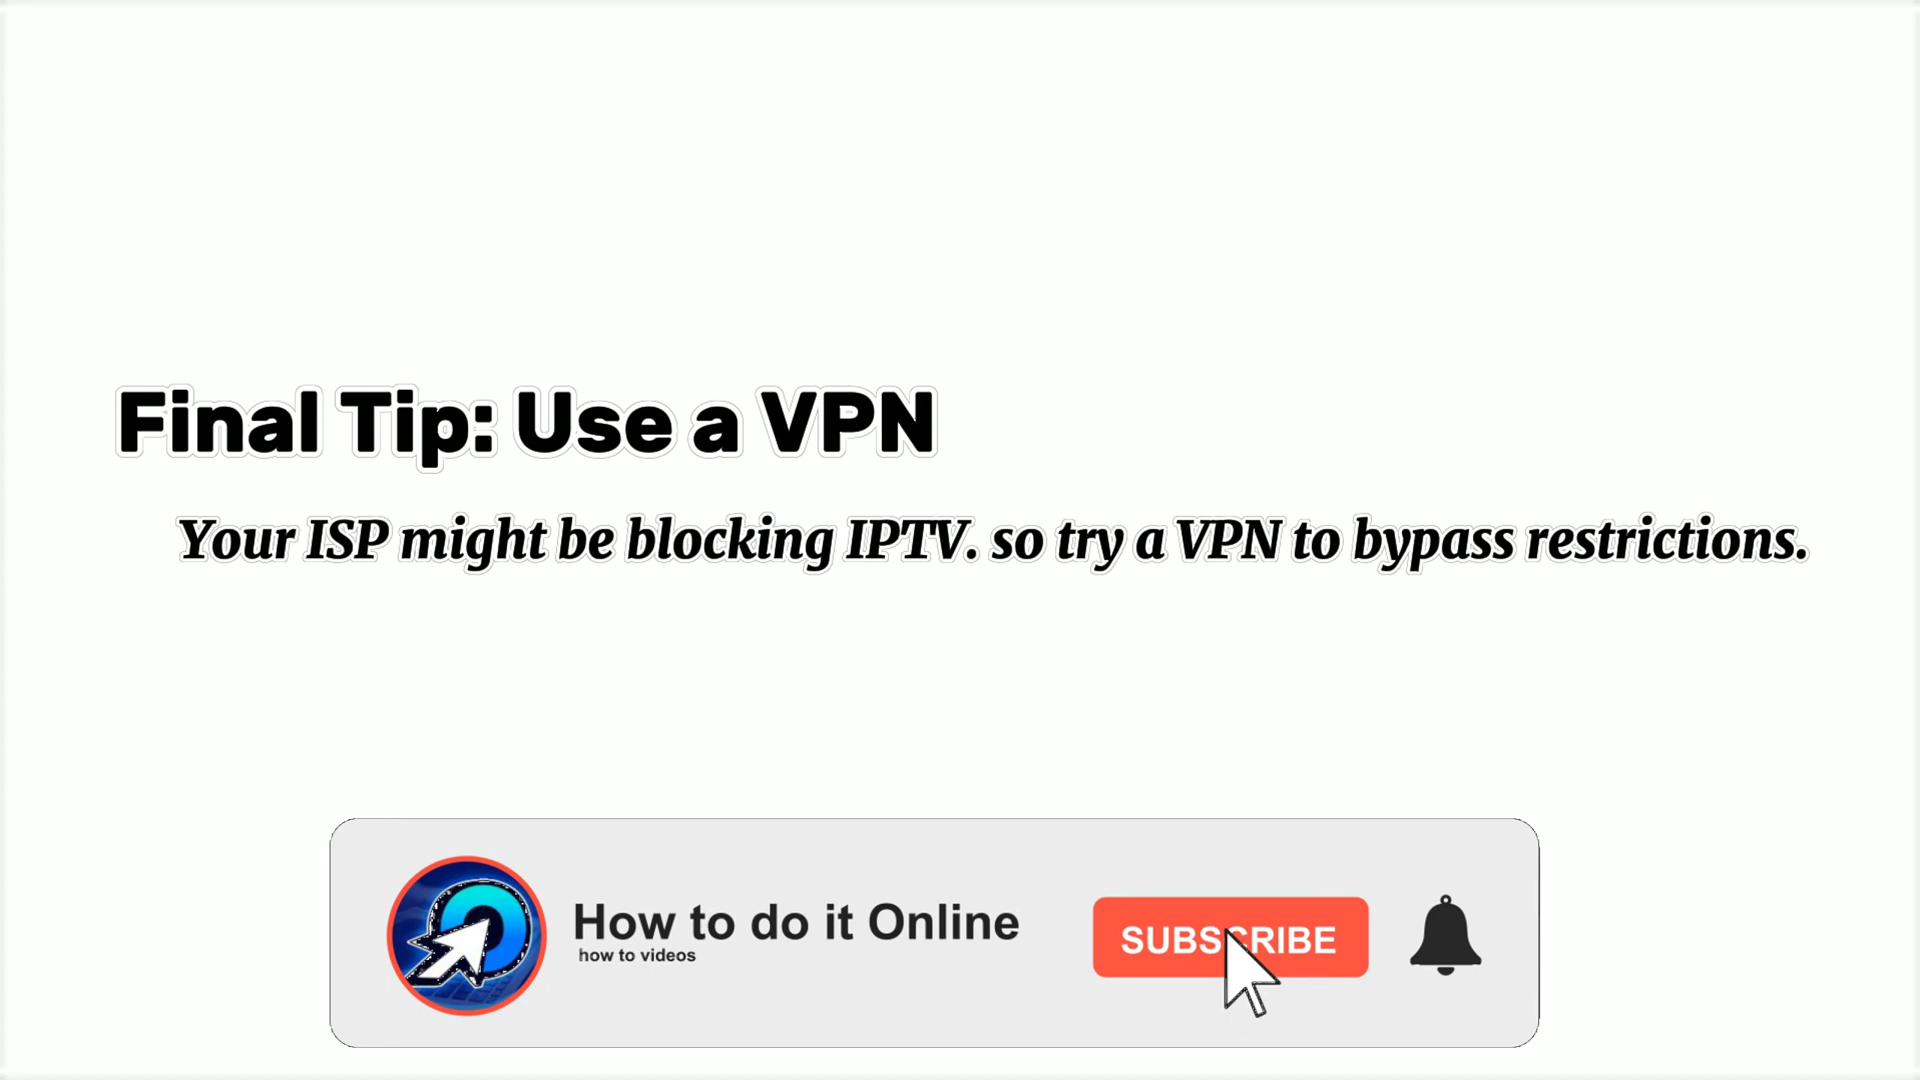 Final Tip: Use a VPN
Your ISP might be blocking IPTV. so try a VPN to bypass restrictions.
How to do it Online
how to videos
SUBSCRIBE